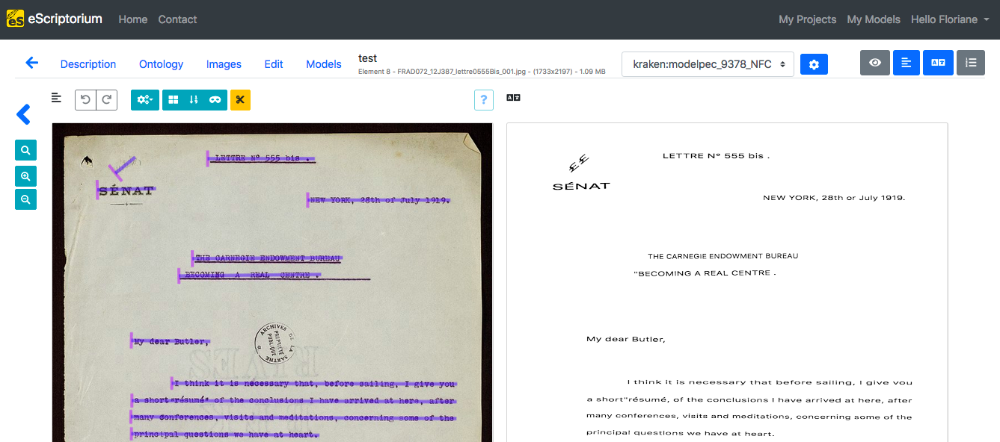 eScriptorium Home Contact My Projects My Models Hello Floriane
Description Ontology Images Edit Models
test
Element 8 - FRAD072_12J387_lettre0555Bis_001.jpg - (1733x2197) - 1.09 MB
kraken:modelpec_9378_NFC
?
LETTRE N° 555 bis .
SÉNAT
NEW YORK, 28th of July 1919.
THE CARNEGIE ENDOWMENT BUREAU
BECOMING A REAL CENTRE .
ARCHIVES DE LA SARTHE
PROPRIÉTÉ PUBLIQUE
My dear Butler,
I think it is necessary that, before sailing, I give you
a short "résumé" of the conclusions I have arrived at here, after
many conferences, visits and meditations, concerning some of the
principal questions we have at heart.
LETTRE N° 555 bis .
SÉNAT
NEW YORK, 28th or July 1919.
THE CARNEGIE ENDOWMENT BUREAU
"BECOMING A REAL CENTRE .
My dear Butler,
I think it is necessary that before sailing, I give vou
a short"résumé, of the conclusions I have arrived at here, after
many conferences, visits and meditations, concerning some of the
principal questions we have at heart.